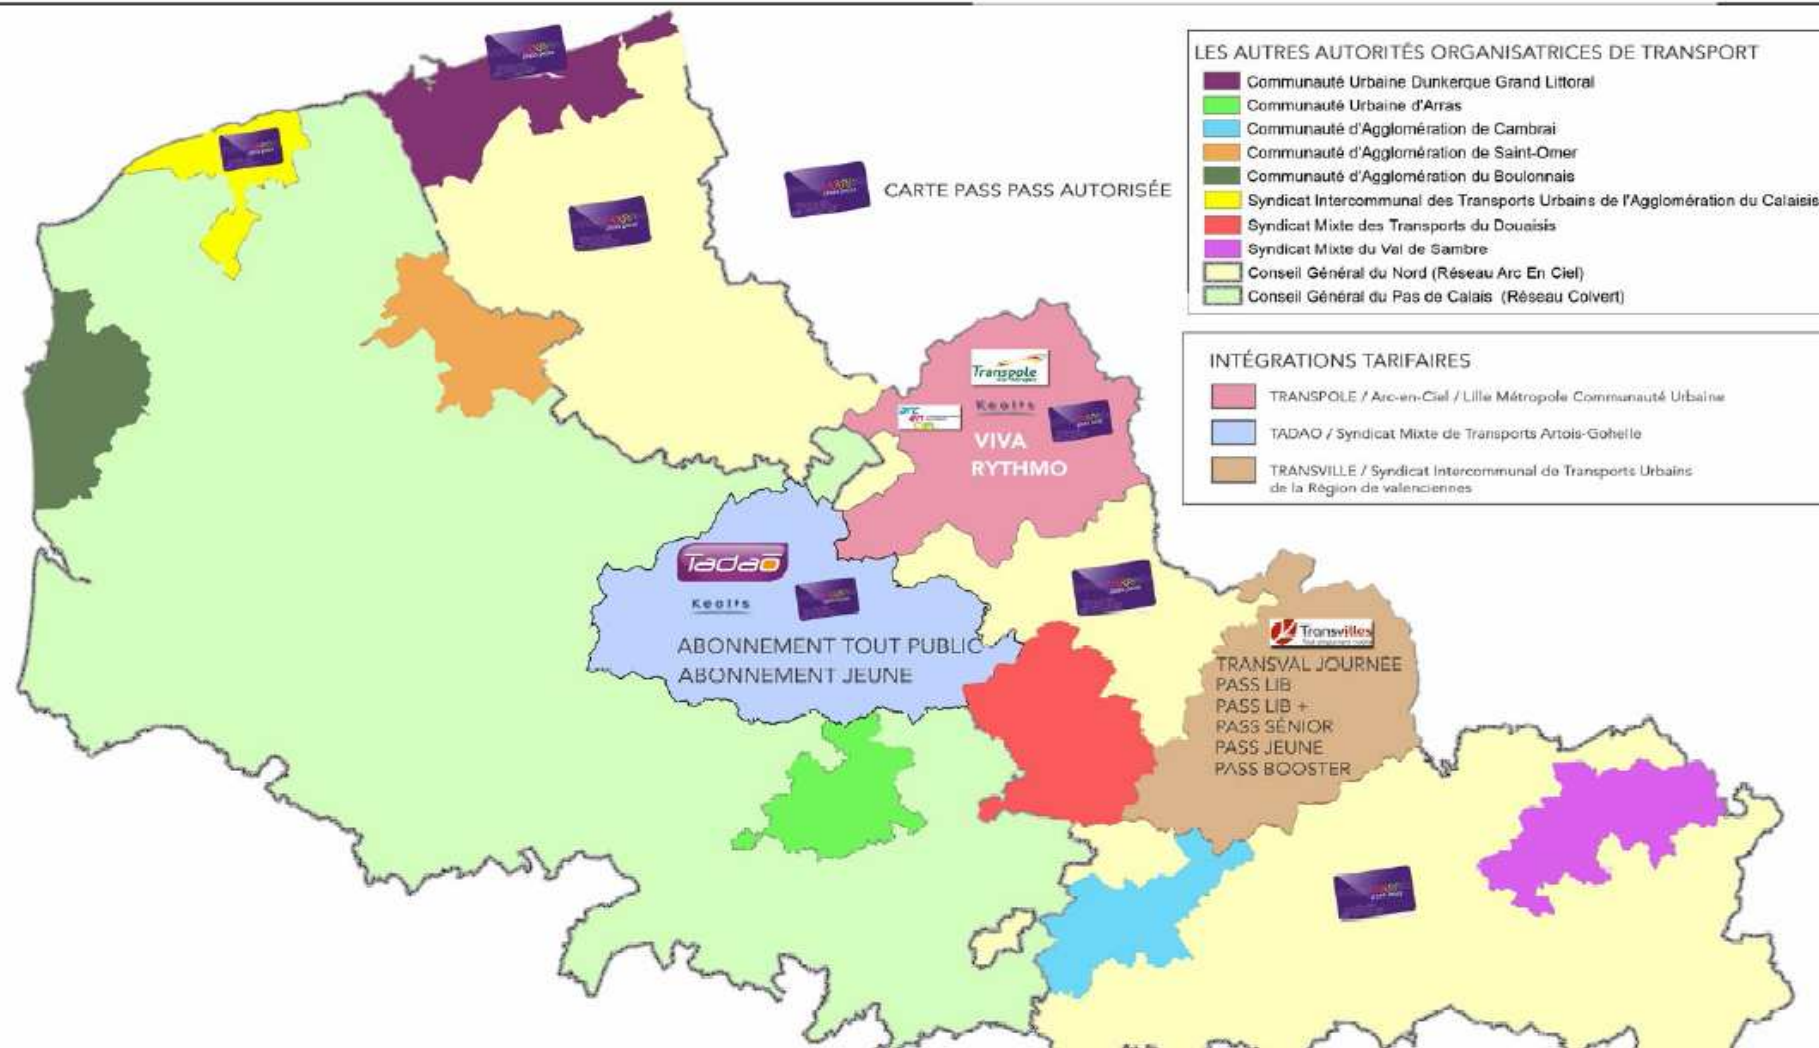 LES AUTRES AUTORITÉS ORGANISATRICES DE TRANSPORT
Communauté Urbaine Dunkerque Grand Littoral
Communauté Urbaine d'Arras
Communauté d'Agglomération de Cambrai
Communauté d'Agglomération de Saint-Omer
Communauté d'Agglomération du Boulonnais
Syndicat Intercommunal des Transports Urbains de l'Agglomération du Calaisis
Syndicat Mixte des Transports du Douaisis
Syndicat Mixte du Val de Sambre
Conseil Général du Nord (Réseau Arc En Ciel)
Conseil Général du Pas de Calais (Réseau Colvert)
CARTE PASS PASS AUTORISÉE
INTÉGRATIONS TARIFAIRES
TRANSPOLE / Arc-en-Ciel / Lille Métropole Communauté Urbaine
TADAO / Syndicat Mixte de Transports Artois-Gohelle
TRANSVILLE / Syndicat Intercommunal de Transports Urbains
de la Région de valenciennes
Transpole
arc
en
Keolis
VIVA
RYTHMO
Tadao
Keolis
ABONNEMENT TOUT PUBLIC
ABONNEMENT JEUNE
Transvilles
TRANSVAL JOURNÉE
PASS LIB
PASS LIB +
PASS SÉNIOR
PASS JEUNE
PASS BOOSTER